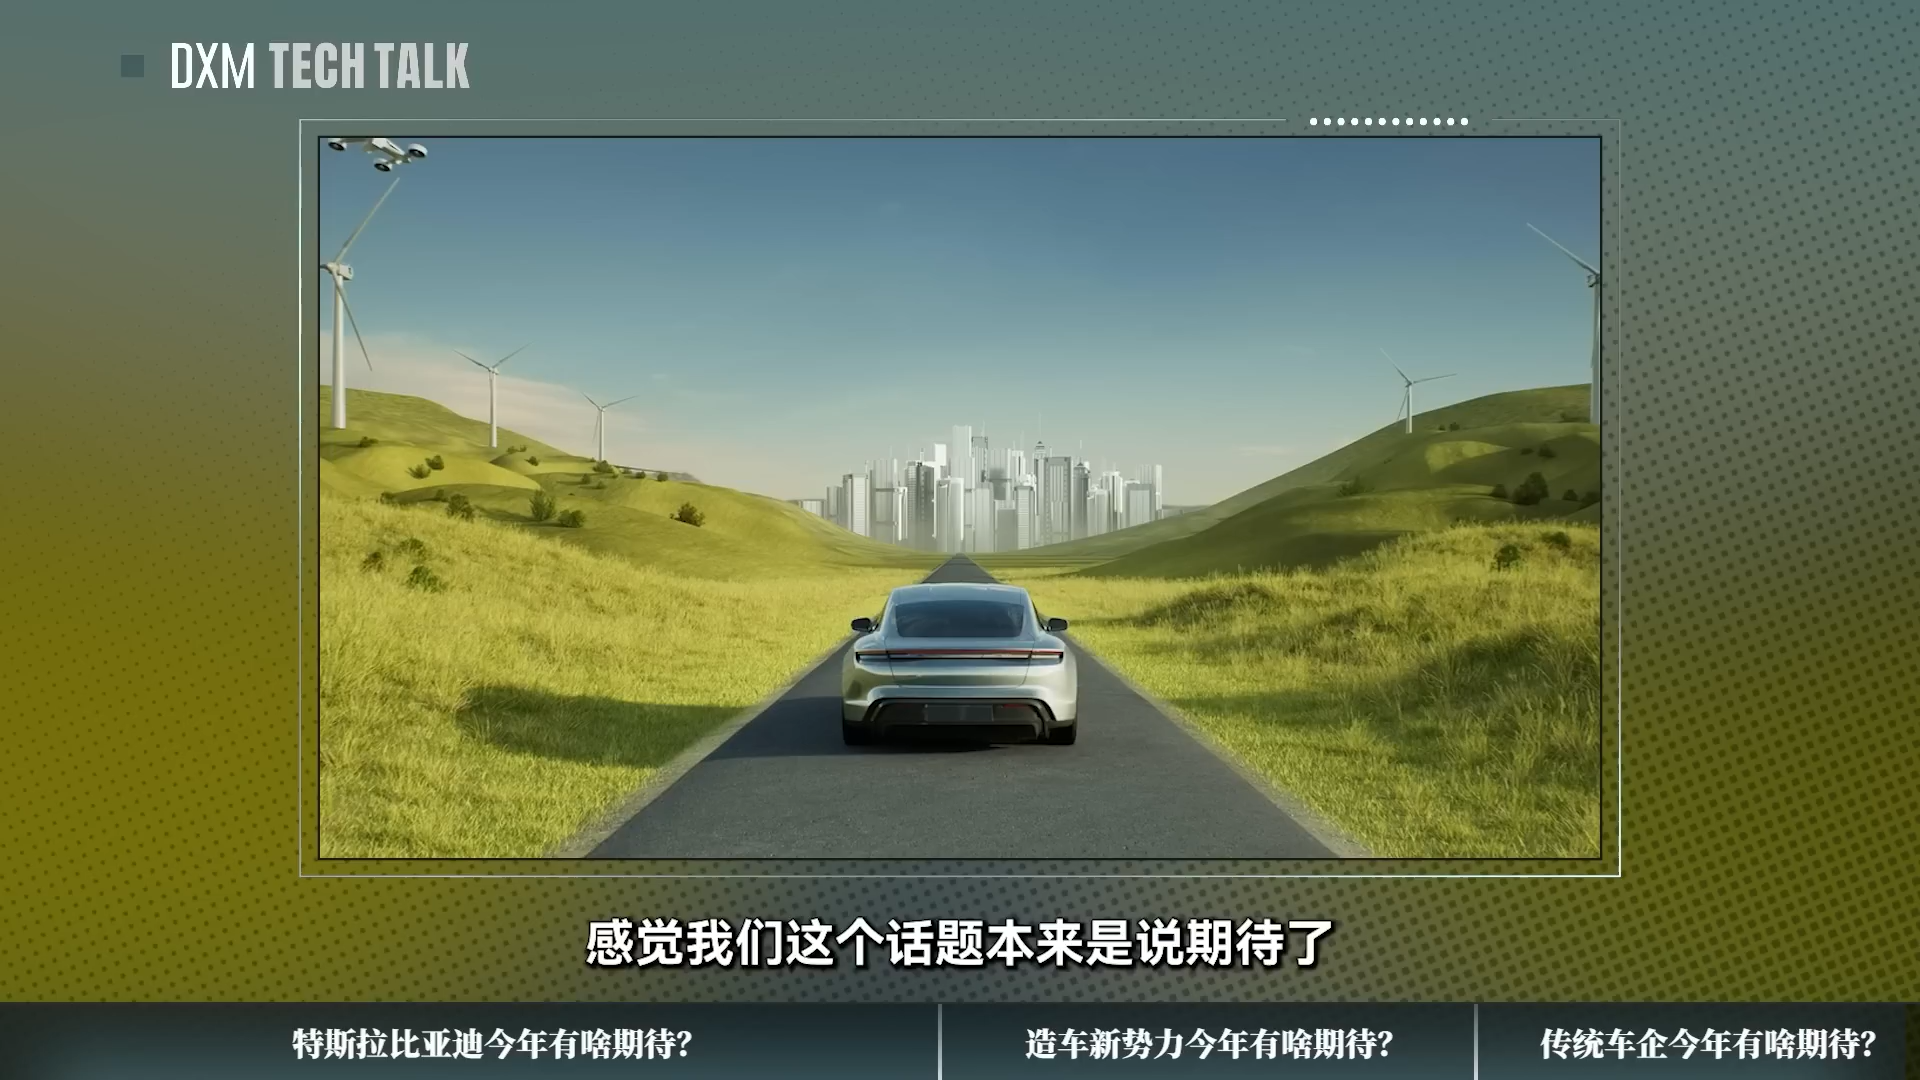 DXM TECH TALK
感觉我们这个话题本来是说期待了
特斯拉比亚迪今年有啥期待?
造车新势力今年有啥期待?
传统车企今年有啥期待?